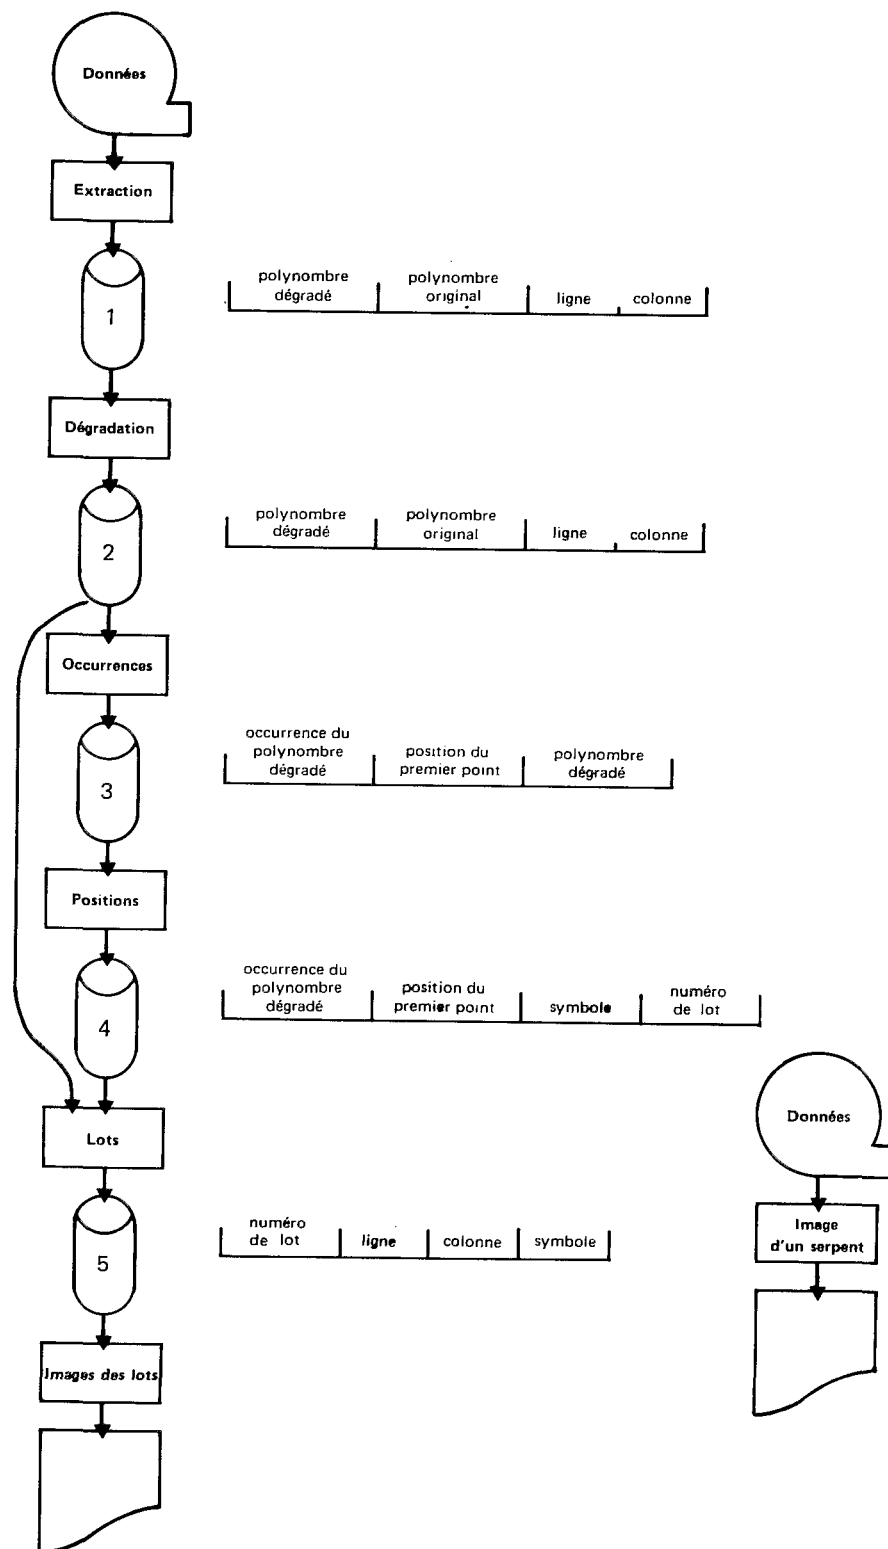 Données
Extraction
polynombre
dégradé
polynombre
original
ligne
colonne
1
Dégradation
polynombre
dégradé
polynombre
original
ligne
colonne
2
Occurrences
occurrence du
polynombre
dégradé
position du
premier point
polynombre
dégradé
3
Positions
occurrence du
polynombre
dégradé
position du
premier point
symbole
numéro
de lot
4
Données
Lots
numéro
de lot
ligne
colonne
symbole
Image
d'un serpent
5
Images des lots